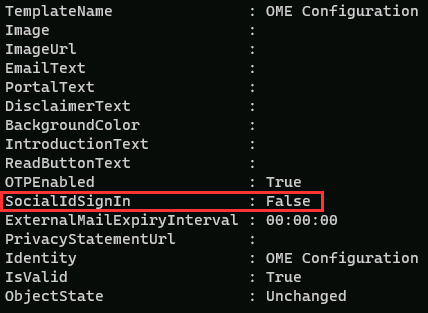 TemplateName : OME Configuration
Image :
ImageUrl :
EmailText :
PortalText :
DisclaimerText :
BackgroundColor :
IntroductionText :
ReadButtonText :
OTPEnabled : True
SocialIdSignIn : False
ExternalMailExpiryInterval : 00:00:00
PrivacyStatementUrl :
Identity : OME Configuration
IsValid : True
ObjectState : Unchanged